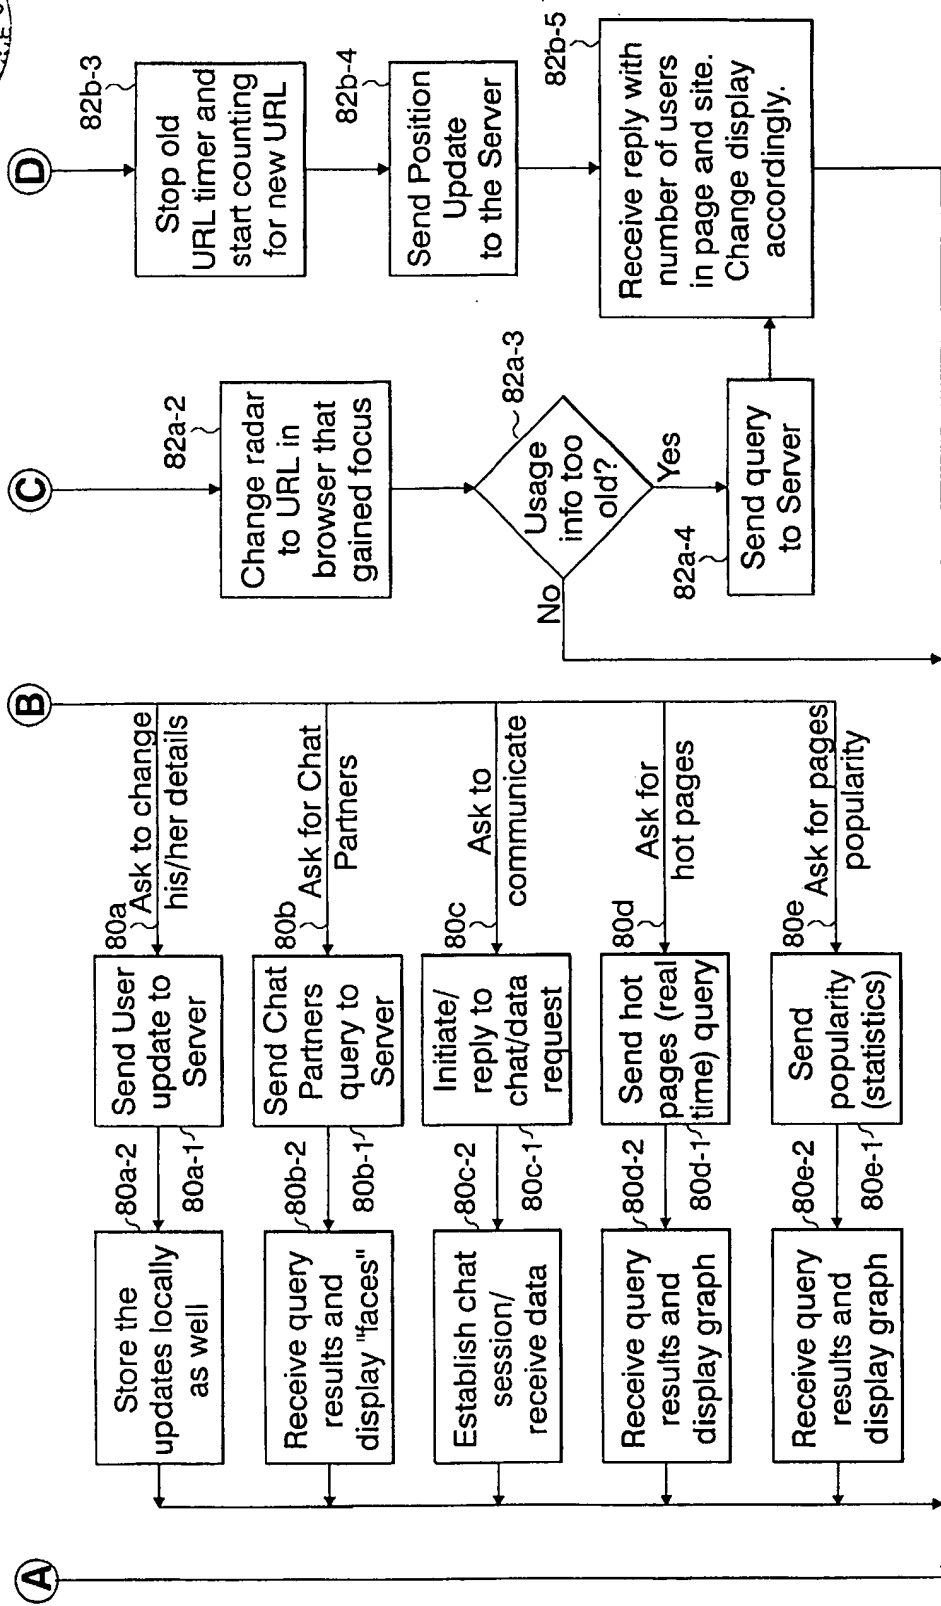 A
B
C
D
80a
Ask to change
his/her details
Send User
update to
Server
80a-1
80a-2
Store the
updates locally
as well
80b
Ask for Chat
Partners
Send Chat
Partners
query to
Server
80b-1
80b-2
Receive query
results and
display "faces"
80c
Ask to
communicate
Initiate/
reply to
chat/data
request
80c-1
80c-2
Establish chat
session/
receive data
80d
Ask for
hot pages
Send hot
pages (real
time) query
80d-1
80d-2
Receive query
results and
display graph
80e
Ask for pages
popularity
Send
popularity
(statistics)
80e-1
80e-2
Receive query
results and
display graph
82a-2
Change radar
to URL in
browser that
gained focus
82a-3
Usage
info too
old?
No
Yes
82a-4
Send query
to Server
82b-3
Stop old
URL timer and
start counting
for new URL
82b-4
Send Position
Update
to the Server
82b-5
Receive reply with
number of users
in page and site.
Change display
accordingly.